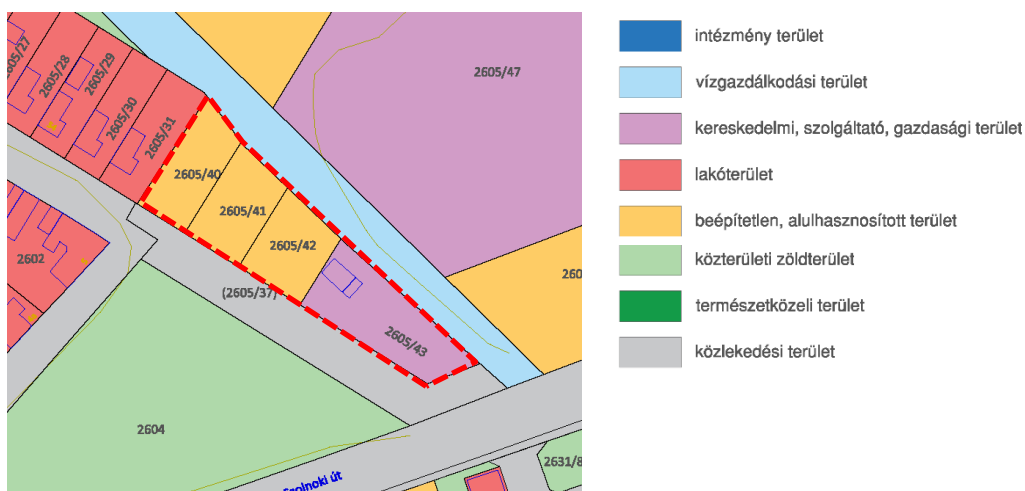 2605/27
2605/28
2605/29
2605/30
2605/31
2605/47
2605/40
2605/41
2605/42
2605/43
(2605/37)
2602
2604
2631/8
Szolnoki út
intézmény terület
vízgazdálkodási terület
kereskedelmi, szolgáltató, gazdasági terület
lakóterület
beépítetlen, alulhasznosított terület
közterületi zöldterület
természetközeli terület
közlekedési terület